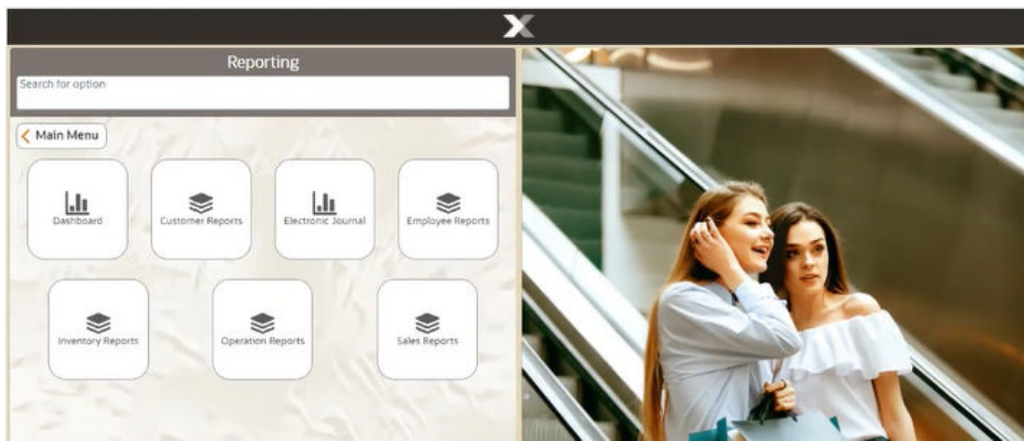 Reporting
Search for option
Main Menu
Dashboard
Customer Reports
Electronic Journal
Employee Reports
Inventory Reports
Operation Reports
Sales Reports